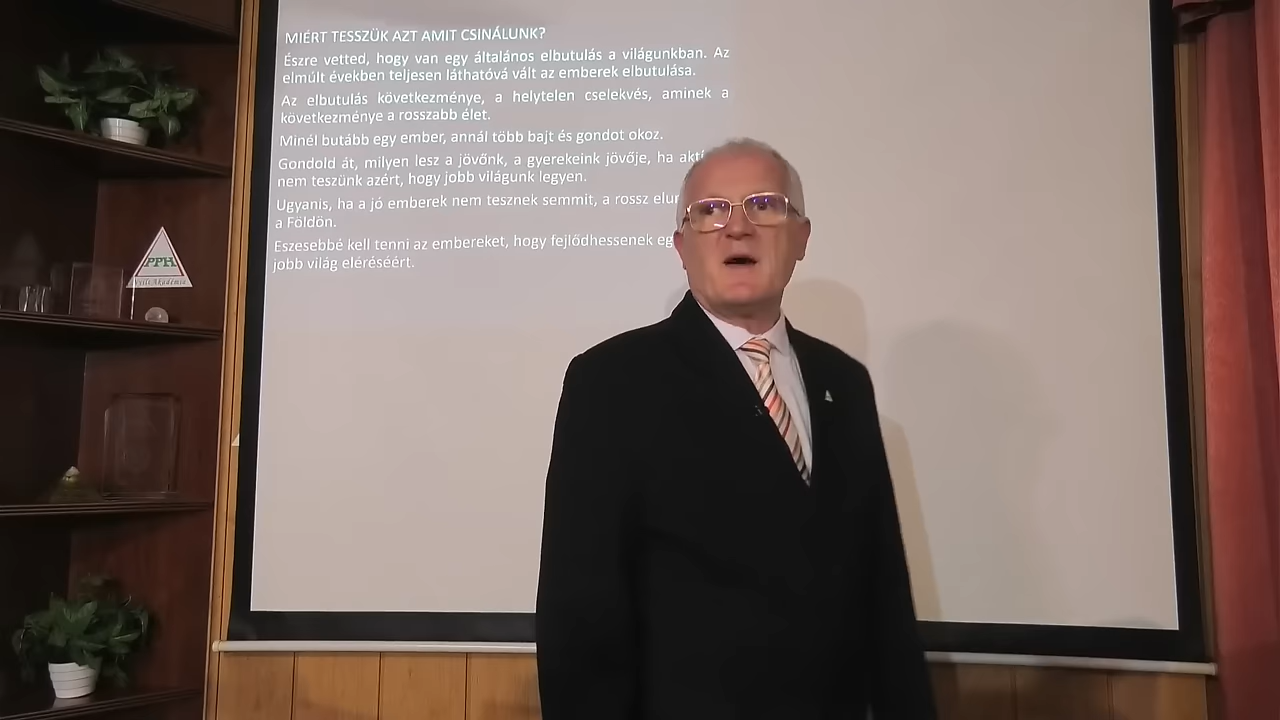 MIÉRT TESSZÜK AZT AMIT CSINÁLUNK?
Észre vetted, hogy van egy általános elbutulás a világunkban. Az
elmúlt években teljesen láthatóvá vált az emberek elbutulása.
Az elbutulás következménye, a helytelen cselekvés, aminek a
következménye a rosszabb élet.
Minél butább egy ember, annál több bajt és gondot okoz.
Gondold át, milyen lesz a jövőnk, a gyerekeink jövője, ha
nem teszünk azért, hogy jobb világunk legyen.
Ugyanis, ha a jó emberek nem tesznek semmit, a rossz
a Földön.
Eszesebbé kell tenni az embereket, hogy fejlődhessenek
jobb világ eléréséért.
PPH
Akadémia